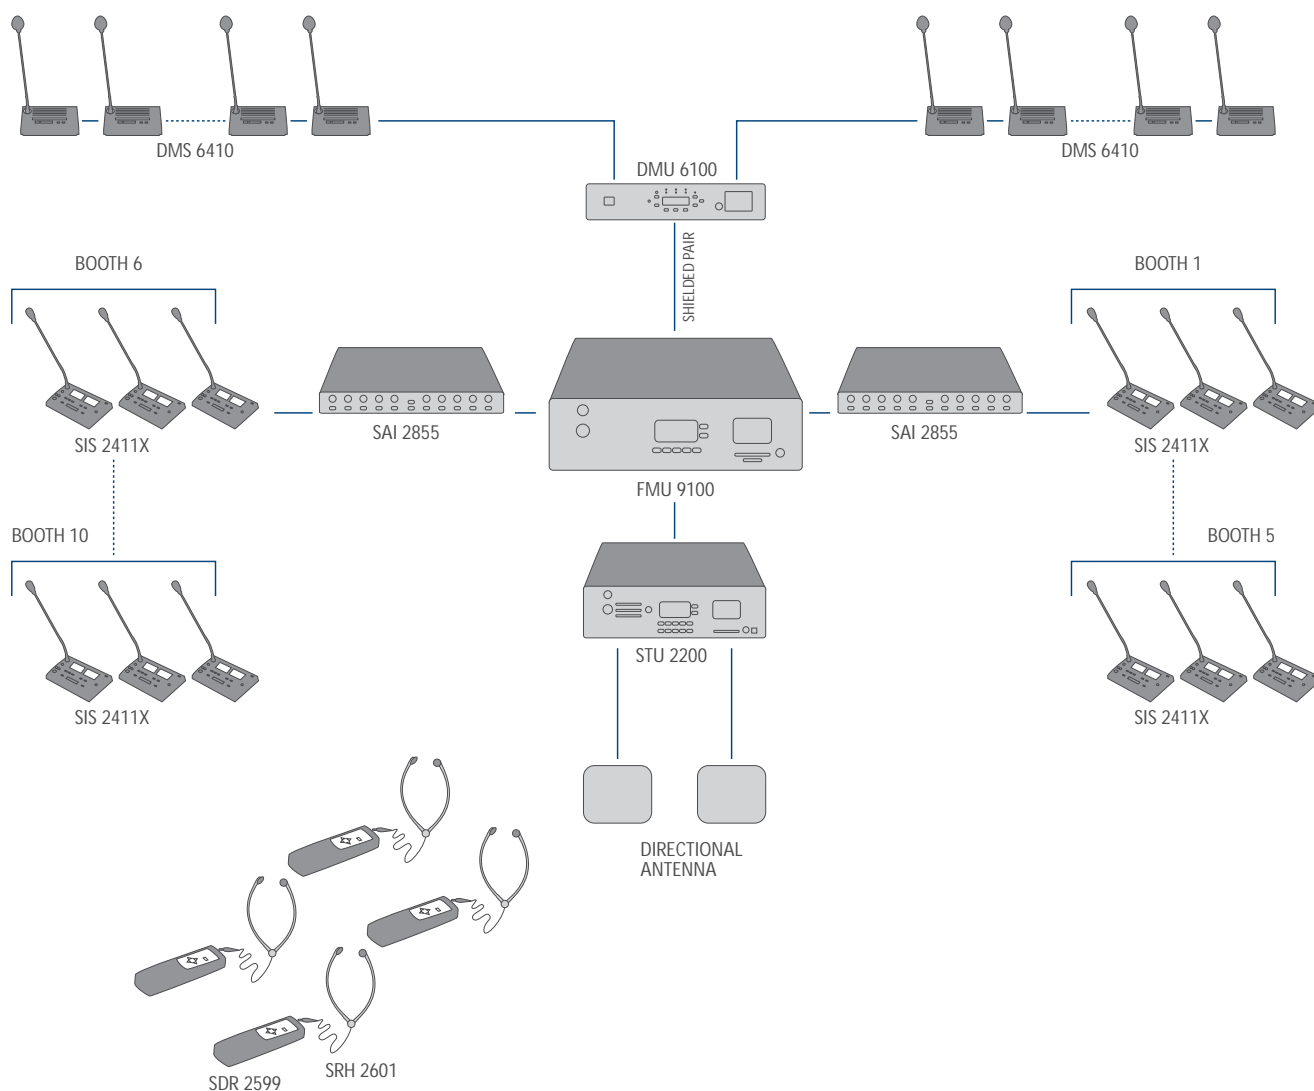 DMS 6410
DMS 6410
DMU 6100
SHIELDED PAIR
BOOTH 6
BOOTH 1
SAI 2855
SAI 2855
SIS 2411X
SIS 2411X
FMU 9100
BOOTH 10
BOOTH 5
STU 2200
SIS 2411X
SIS 2411X
DIRECTIONAL
ANTENNA
SRH 2601
SDR 2599